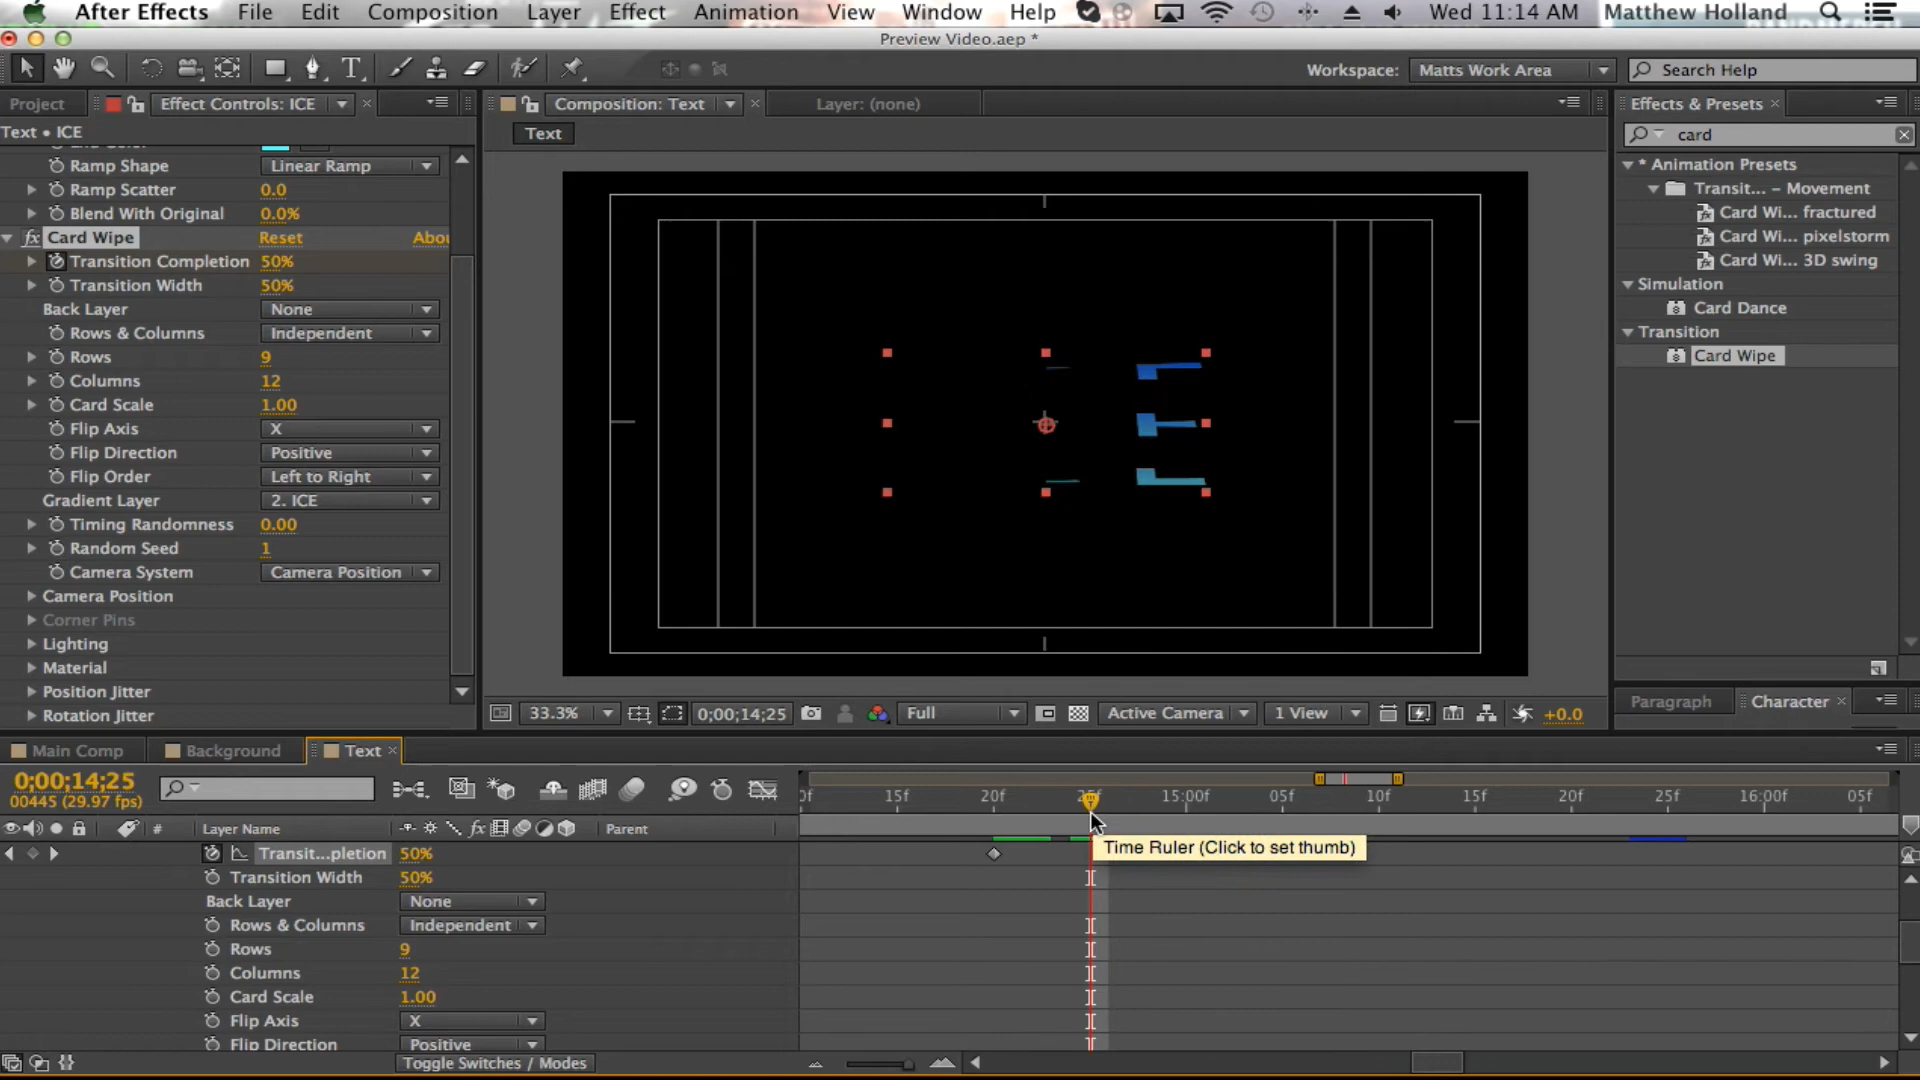 After Effects File Edit Composition Layer Effect Animation View Window Help Wed 11:14 AM Matthew Holland
Preview Video.aep *
T Workspace: Matts Work Area Search Help
Project Effect Controls: ICE × Composition: Text × Layer: (none) Effects & Presets ×
Text • ICE
Text
card
Ramp Shape Linear Ramp
Ramp Scatter 0.0
Blend With Original 0.0%
fx Card Wipe Reset Abou
Transition Completion 50%
Transition Width 50%
Back Layer None
Rows & Columns Independent
Rows 9
Columns 12
Card Scale 1.00
Flip Axis X
Flip Direction Positive
Flip Order Left to Right
Gradient Layer 2. ICE
Timing Randomness 0.00
Random Seed 1
Camera System Camera Position
Camera Position
Corner Pins
Lighting
Material
Position Jitter
Rotation Jitter
* Animation Presets
Transit... – Movement
Card Wi... fractured
Card Wi... pixelstorm
Card Wi... 3D swing
Simulation
Card Dance
Transition
Card Wipe
Paragraph Character ×
33.3% 0;00;14;25 Full Active Camera 1 View +0.0
Main Comp Background Text ×
0;00;14;25
00445 (29.97 fps)
0f 15f 20f 25f 15:00f 05f 10f 15f 20f 25f 16:00f 05f
# Layer Name fx Parent
Time Ruler (Click to set thumb)
Transit...pletion 50%
Transition Width 50%
Back Layer None
Rows & Columns Independent
Rows 9
Columns 12
Card Scale 1.00
Flip Axis X
Flip Direction Positive
Toggle Switches / Modes